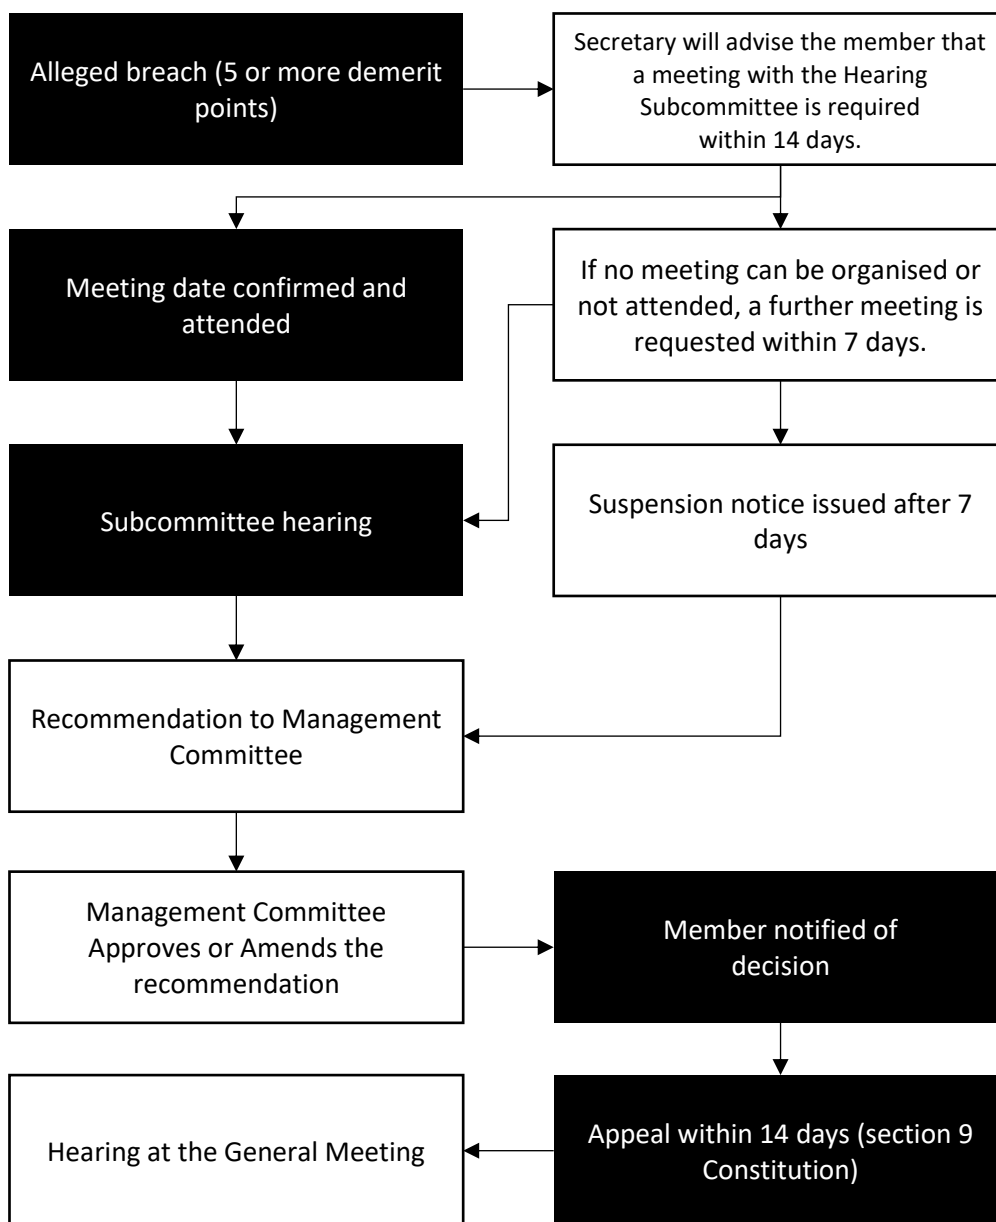 Alleged breach (5 or more demerit
points)
Secretary will advise the member that
a meeting with the Hearing
Subcommittee is required
within 14 days.
Meeting date confirmed and
attended
If no meeting can be organised or
not attended, a further meeting is
requested within 7 days.
Subcommittee hearing
Suspension notice issued after 7
days
Recommendation to Management
Committee
Management Committee
Approves or Amends the
recommendation
Member notified of
decision
Hearing at the General Meeting
Appeal within 14 days (section 9
Constitution)